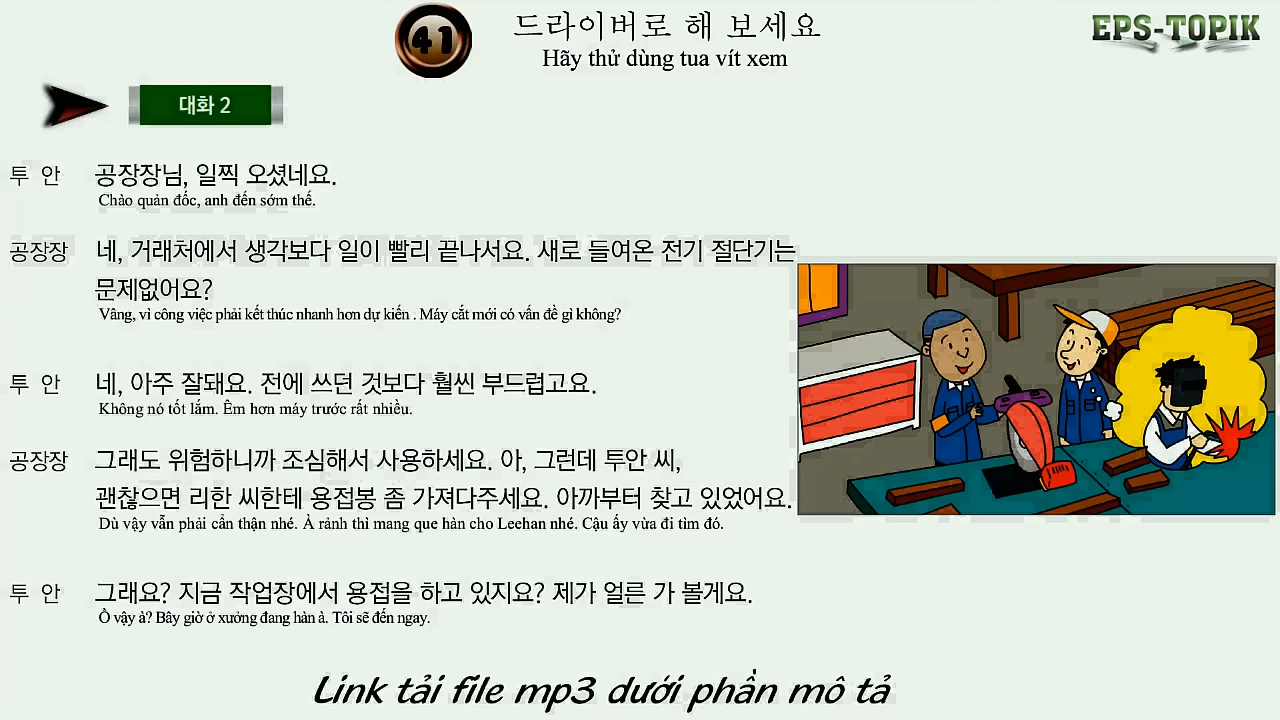 41
드라이버로 해 보세요
EPS-TOPIK
Hãy thử dùng tua vít xem
대화 2
투 안 공장장님, 일찍 오셨네요.
Chào quản đốc, anh đến sớm thế.
공장장 네, 거래처에서 생각보다 일이 빨리 끝나서요. 새로 들여온 전기 절단기는
문제없어요?
Vâng, vì công việc phải kết thúc nhanh hơn dự kiến . Máy cắt mới có vấn đề gì không?
투 안 네, 아주 잘돼요. 전에 쓰던 것보다 훨씬 부드럽고요.
Không nó tốt lắm. Êm hơn máy trước rất nhiều.
공장장 그래도 위험하니까 조심해서 사용하세요. 아, 그런데 투안 씨,
괜찮으면 리한 씨한테 용접봉 좀 가져다주세요. 아까부터 찾고 있었어요.
Dù vậy vẫn phải cẩn thận nhé. À rảnh thì mang que hàn cho Leehan nhé. Cậu ấy vừa đi tìm đó.
투 안 그래요? 지금 작업장에서 용접을 하고 있지요? 제가 얼른 가 볼게요.
Ồ vậy à? Bây giờ ở xưởng đang hàn à. Tôi sẽ đến ngay.
Link tải file mp3 dưới phần mô tả